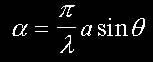 α = π/λ a sin θ